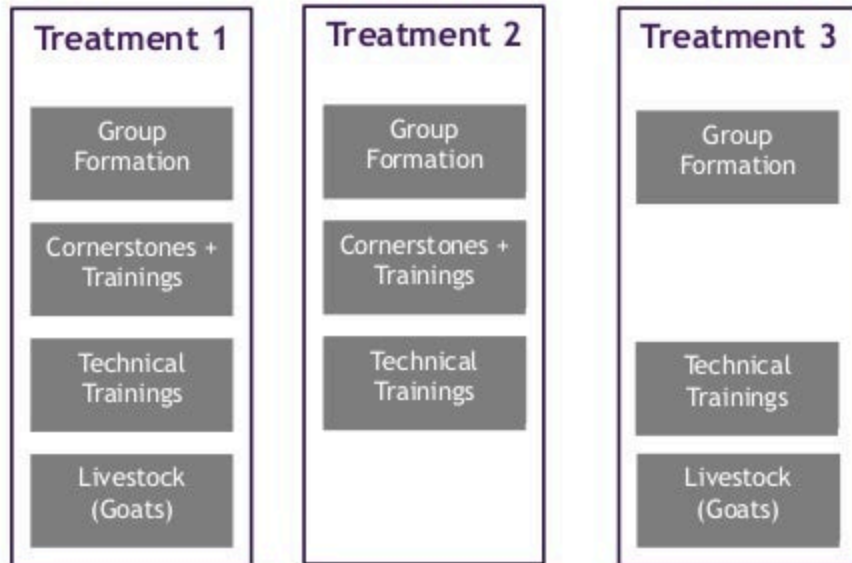 Treatment 1
Group
Formation
Cornerstones +
Trainings
Technical
Trainings
Livestock
(Goats)
Treatment 2
Group
Formation
Cornerstones +
Trainings
Technical
Trainings
Treatment 3
Group
Formation
Technical
Trainings
Livestock
(Goats)